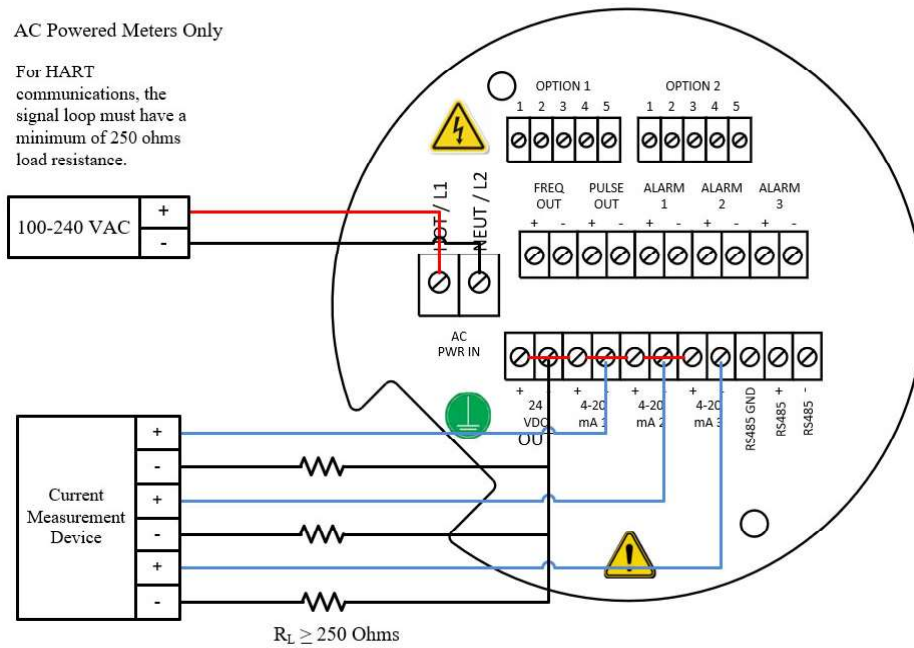 AC Powered Meters Only
For HART
communications, the
signal loop must have a
minimum of 250 ohms
load resistance.
100-240 VAC
+
-
HOT / L1
NEUT / L2
AC
PWR IN
OPTION 1
1 2 3 4 5
OPTION 2
1 2 3 4 5
FREQ
OUT
+ -
PULSE
OUT
+ -
ALARM
1
+ -
ALARM
2
+ -
ALARM
3
+ -
+
24
VDC
OU
+
4-20
mA 1
+
4-20
mA 2
+
4-20
mA 3
RS485 GND
RS485 +
RS485 -
Current
Measurement
Device
+
-
+
-
+
-
RL ≥ 250 Ohms